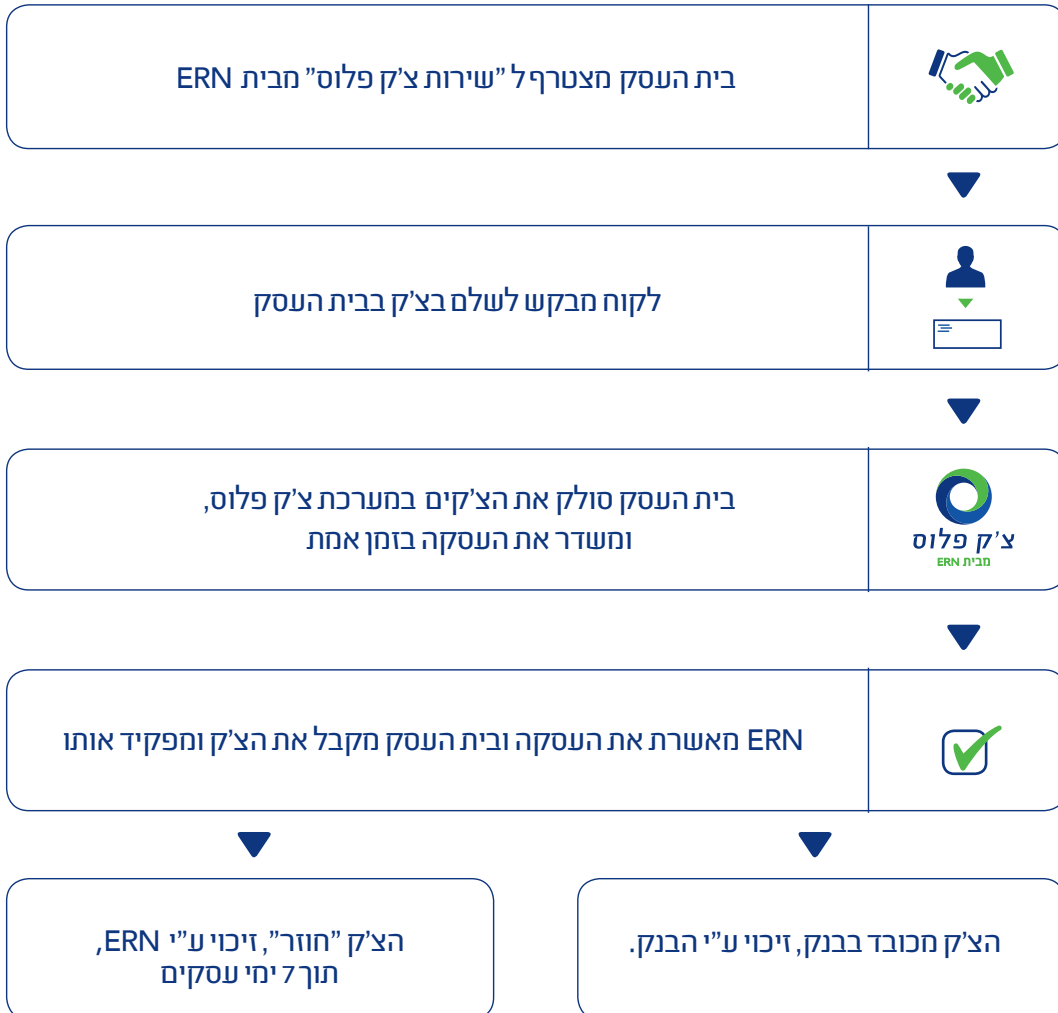 בית העסק מצטרף ל "שירות צ'ק פלוס" מבית ERN
לקוח מבקש לשלם בצ'ק בבית העסק
בית העסק סולק את הצ'קים במערכת צ'ק פלוס,
ומשדר את העסקה בזמן אמת
צ'ק פלוס
מבית ERN
ERN מאשרת את העסקה ובית העסק מקבל את הצ'ק ומפקיד אותו
הצ'ק מכובד בבנק, זיכוי ע"י הבנק.
הצ'ק "חוזר", זיכוי ע"י ERN,
תוך 7 ימי עסקים